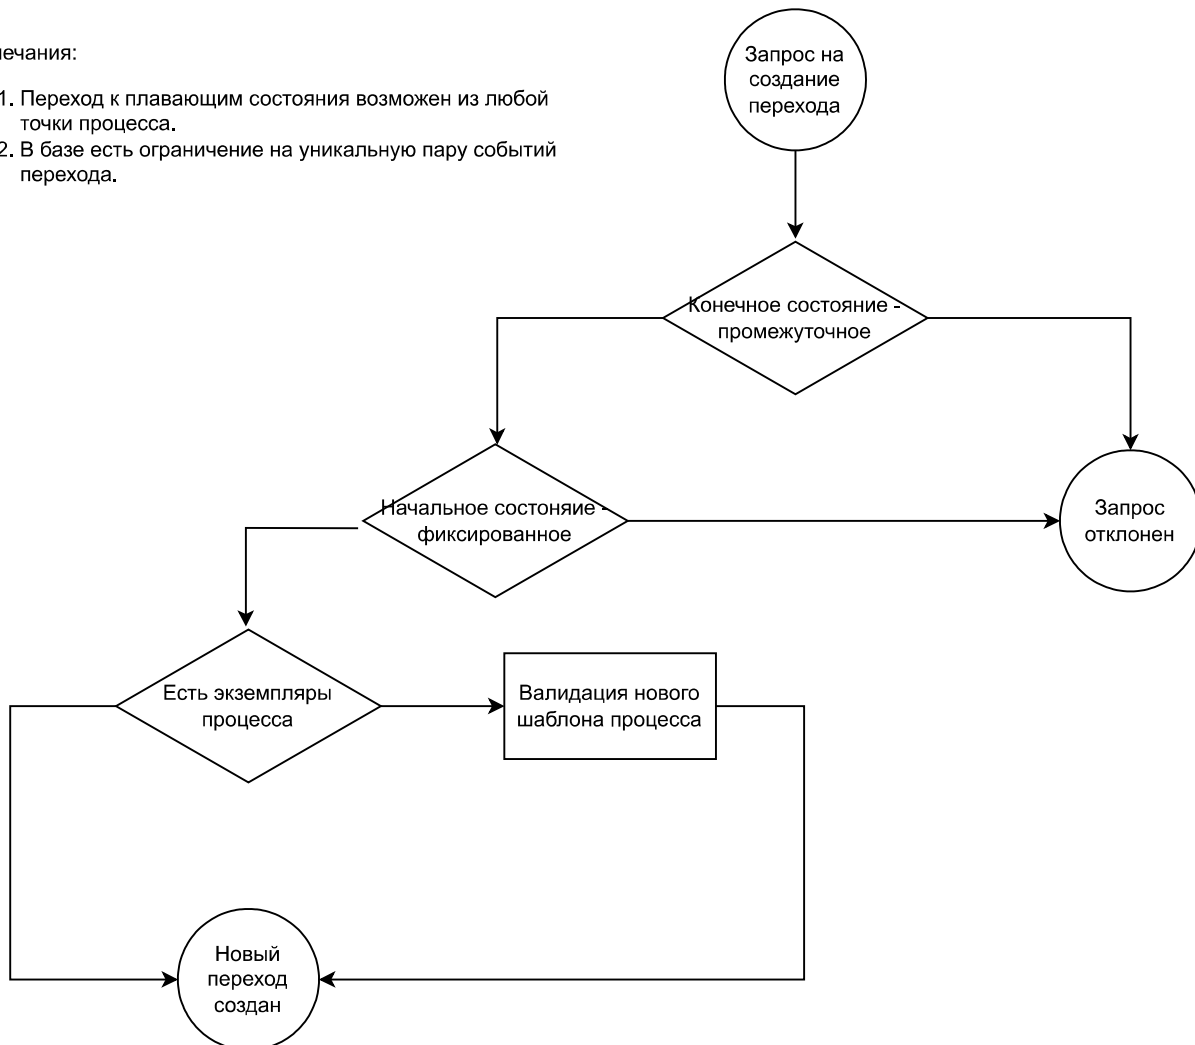 ечания:
1. Переход к плавающим состояния возможен из любой
точки процесса.
2. В базе есть ограничение на уникальную пару событий
перехода.
Запрос на
создание
перехода
Конечное состояние -
промежуточное
Начальное состоняие -
фиксированное
Запрос
отклонен
Есть экземпляры
процесса
Валидация нового
шаблона процесса
Новый
переход
создан